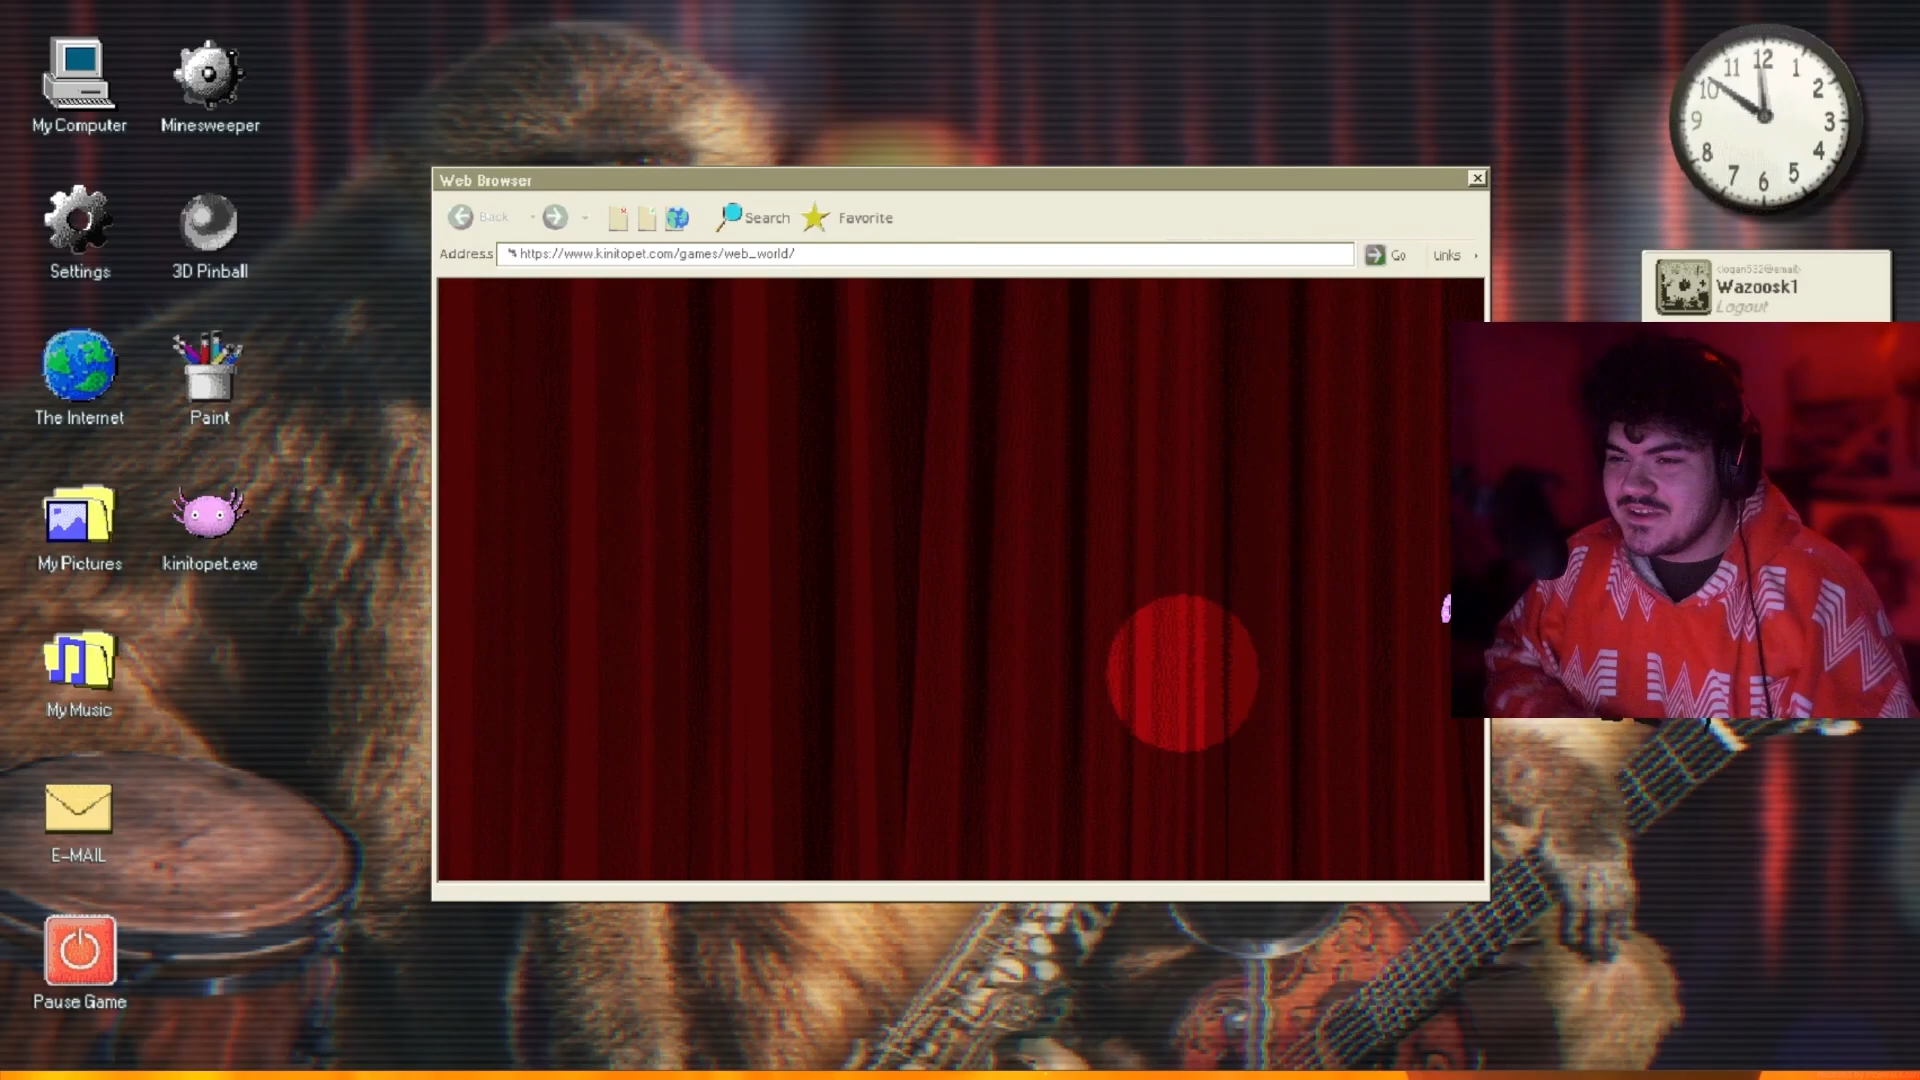 My Computer
Minesweeper
Settings
3D Pinball
The Internet
Paint
My Pictures
kinitopet.exe
My Music
E-MAIL
Pause Game
Web Browser
Back
Search
Favorite
Address
https://www.kinitopet.com/games/web_world/
Go
Links
12
1
2
3
4
5
6
7
8
9
10
11
<logan532@email>
Wazoosk1
Logout